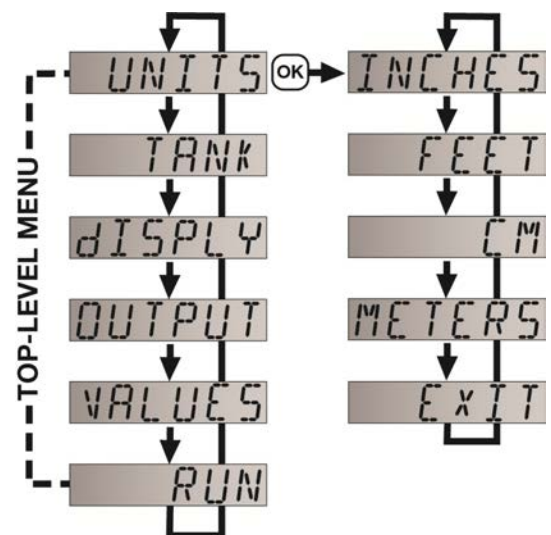 TOP-LEVEL MENU
UNITS
TANK
dISPLY
OUTPUT
VALUES
RUN
OK
INCHES
FEET
CM
METERS
ExIT